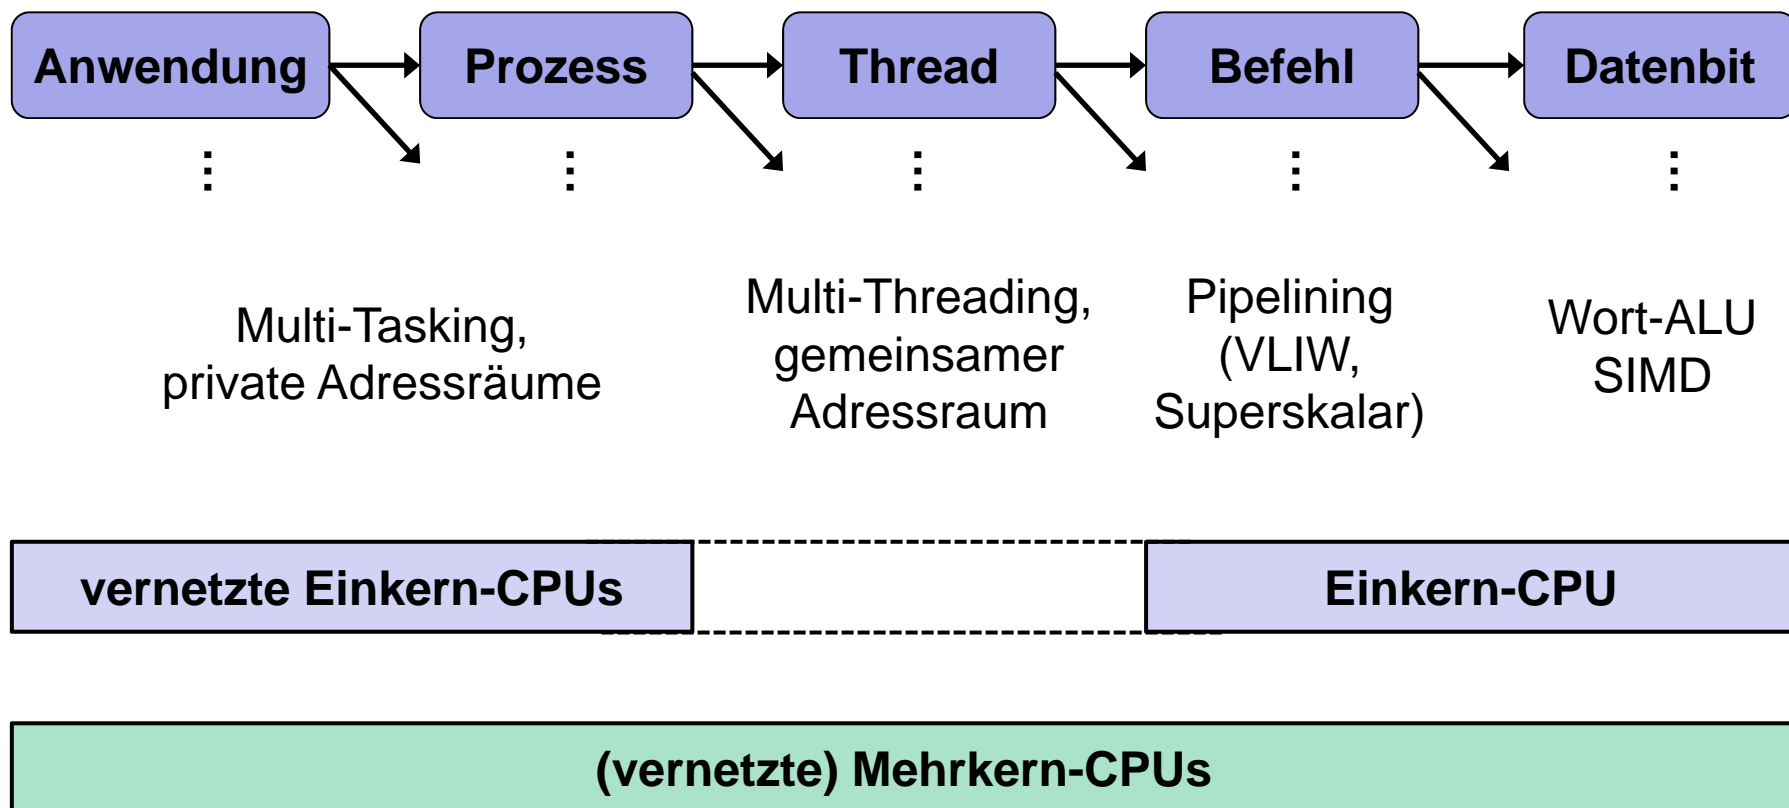 Anwendung
Prozess
Thread
Befehl
Datenbit
Multi-Tasking,
private Adressräume
Multi-Threading,
gemeinsamer
Adressraum
Pipelining
(VLIW,
Superskalar)
Wort-ALU
SIMD
vernetzte Einkern-CPUs
Einkern-CPU
(vernetzte) Mehrkern-CPUs